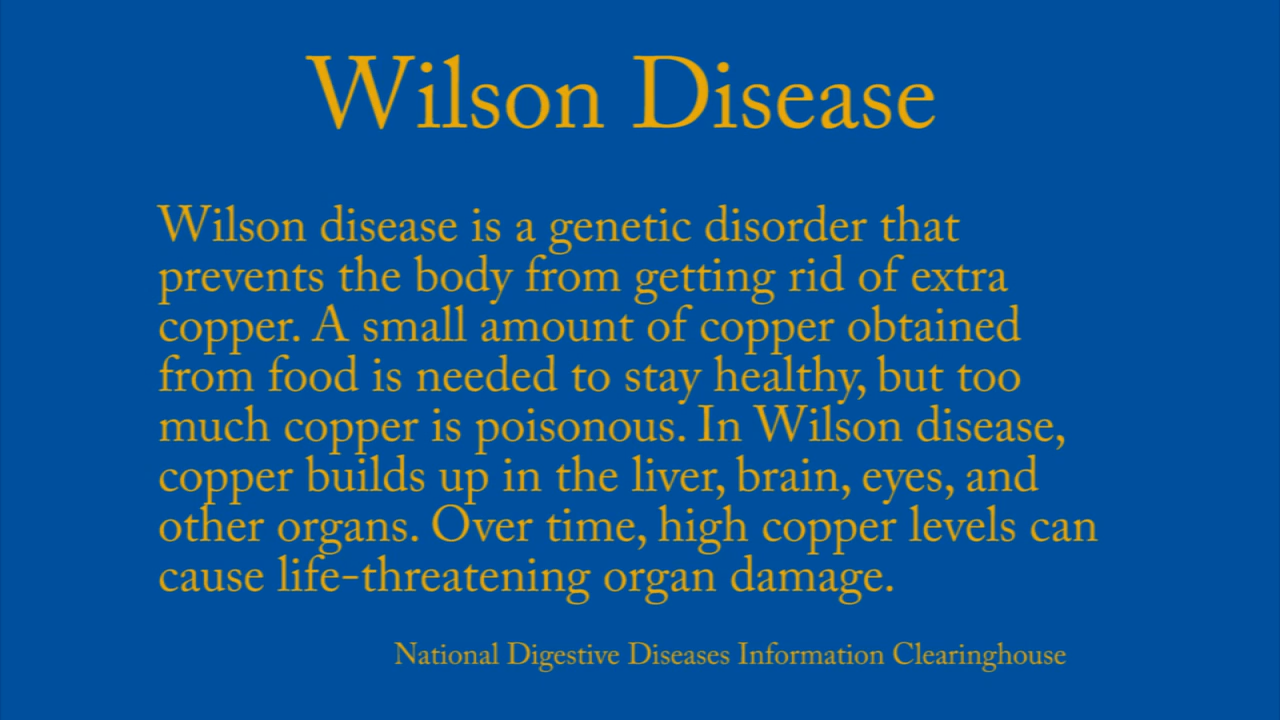 Wilson Disease
Wilson disease is a genetic disorder that
prevents the body from getting rid of extra
copper. A small amount of copper obtained
from food is needed to stay healthy, but too
much copper is poisonous. In Wilson disease,
copper builds up in the liver, brain, eyes, and
other organs. Over time, high copper levels can
cause life-threatening organ damage.
National Digestive Diseases Information Clearinghouse